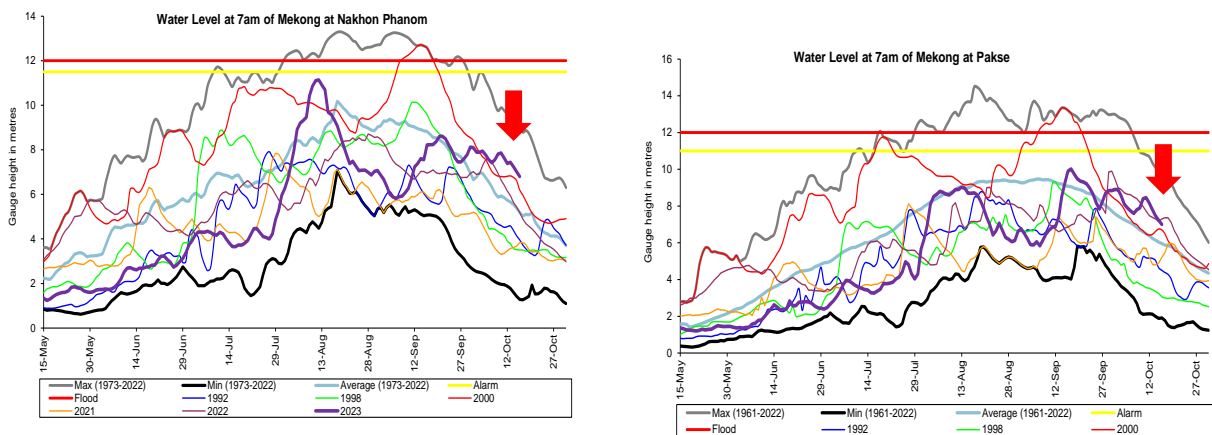 Water Level at 7am of Mekong at Nakhon Phanom
Gauge height in metres
14
12
10
8
6
4
2
0
15-May
30-May
14-Jun
29-Jun
14-Jul
29-Jul
13-Aug
28-Aug
12-Sep
27-Sep
12-Oct
27-Oct
Max (1973-2022) Min (1973-2022) Average (1973-2022) Alarm
Flood 1992 1998 2000
2021 2022 2023
Water Level at 7am of Mekong at Pakse
Gauge height in metres
16
14
12
10
8
6
4
2
0
15-May
30-May
14-Jun
29-Jun
14-Jul
29-Jul
13-Aug
28-Aug
12-Sep
27-Sep
12-Oct
27-Oct
Max (1961-2022) Min (1961-2022) Average (1961-2022) Alarm
Flood 1992 1998 2000
2021 2022 2023